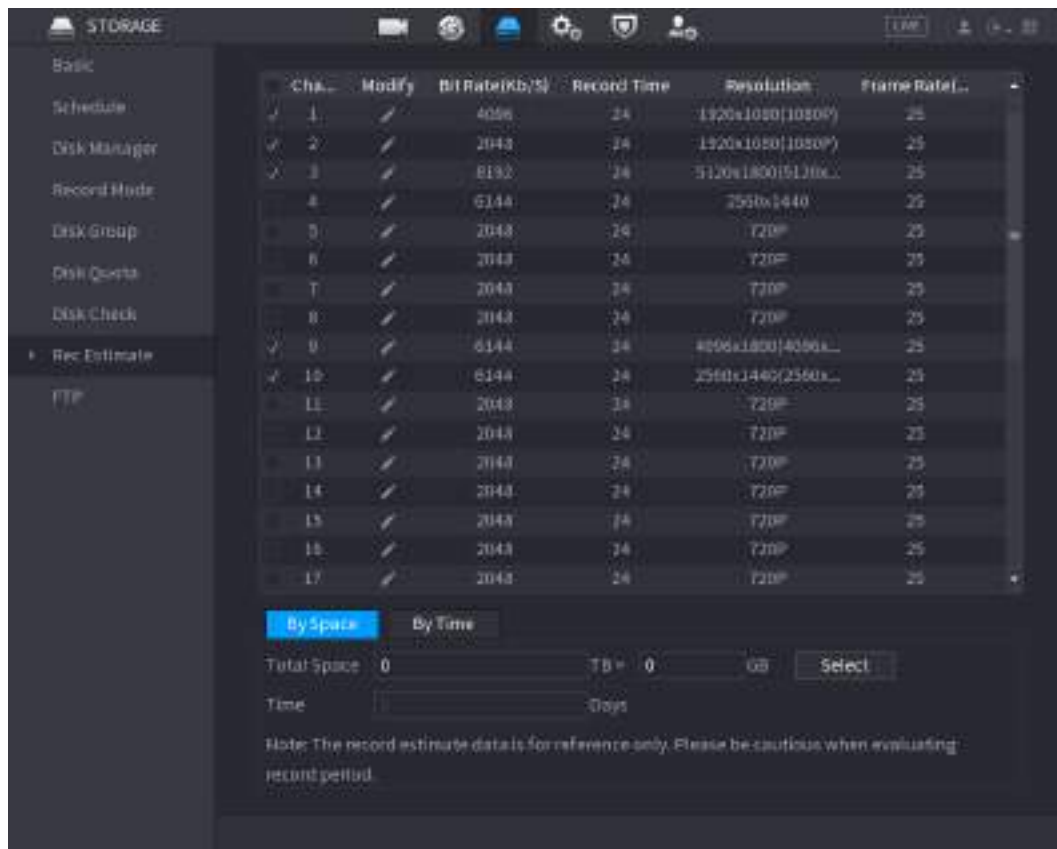 STORAGE
LIVE
Basic
Schedule
Disk Manager
Record Mode
Disk Group
Disk Quota
Disk Check
Rec Estimate
FTP
Cha... Modify Bit Rate(Kb/S) Record Time Resolution Frame Rate(...
1 4096 24 1920x1080(1080P) 25
2 2048 24 1920x1080(1080P) 25
3 8192 24 5120x1800(5120x... 25
4 6144 24 2560x1440 25
5 2048 24 720P 25
6 2048 24 720P 25
7 2048 24 720P 25
8 2048 24 720P 25
9 6144 24 4096x1800(4096x... 25
10 6144 24 2560x1440(2560x... 25
11 2048 24 720P 25
12 2048 24 720P 25
13 2048 24 720P 25
14 2048 24 720P 25
15 2048 24 720P 25
16 2048 24 720P 25
17 2048 24 720P 25
By Space By Time
Total Space 0 TB = 0 GB Select
Time Days
Note: The record estimate data is for reference only. Please be cautious when evaluating
record period.